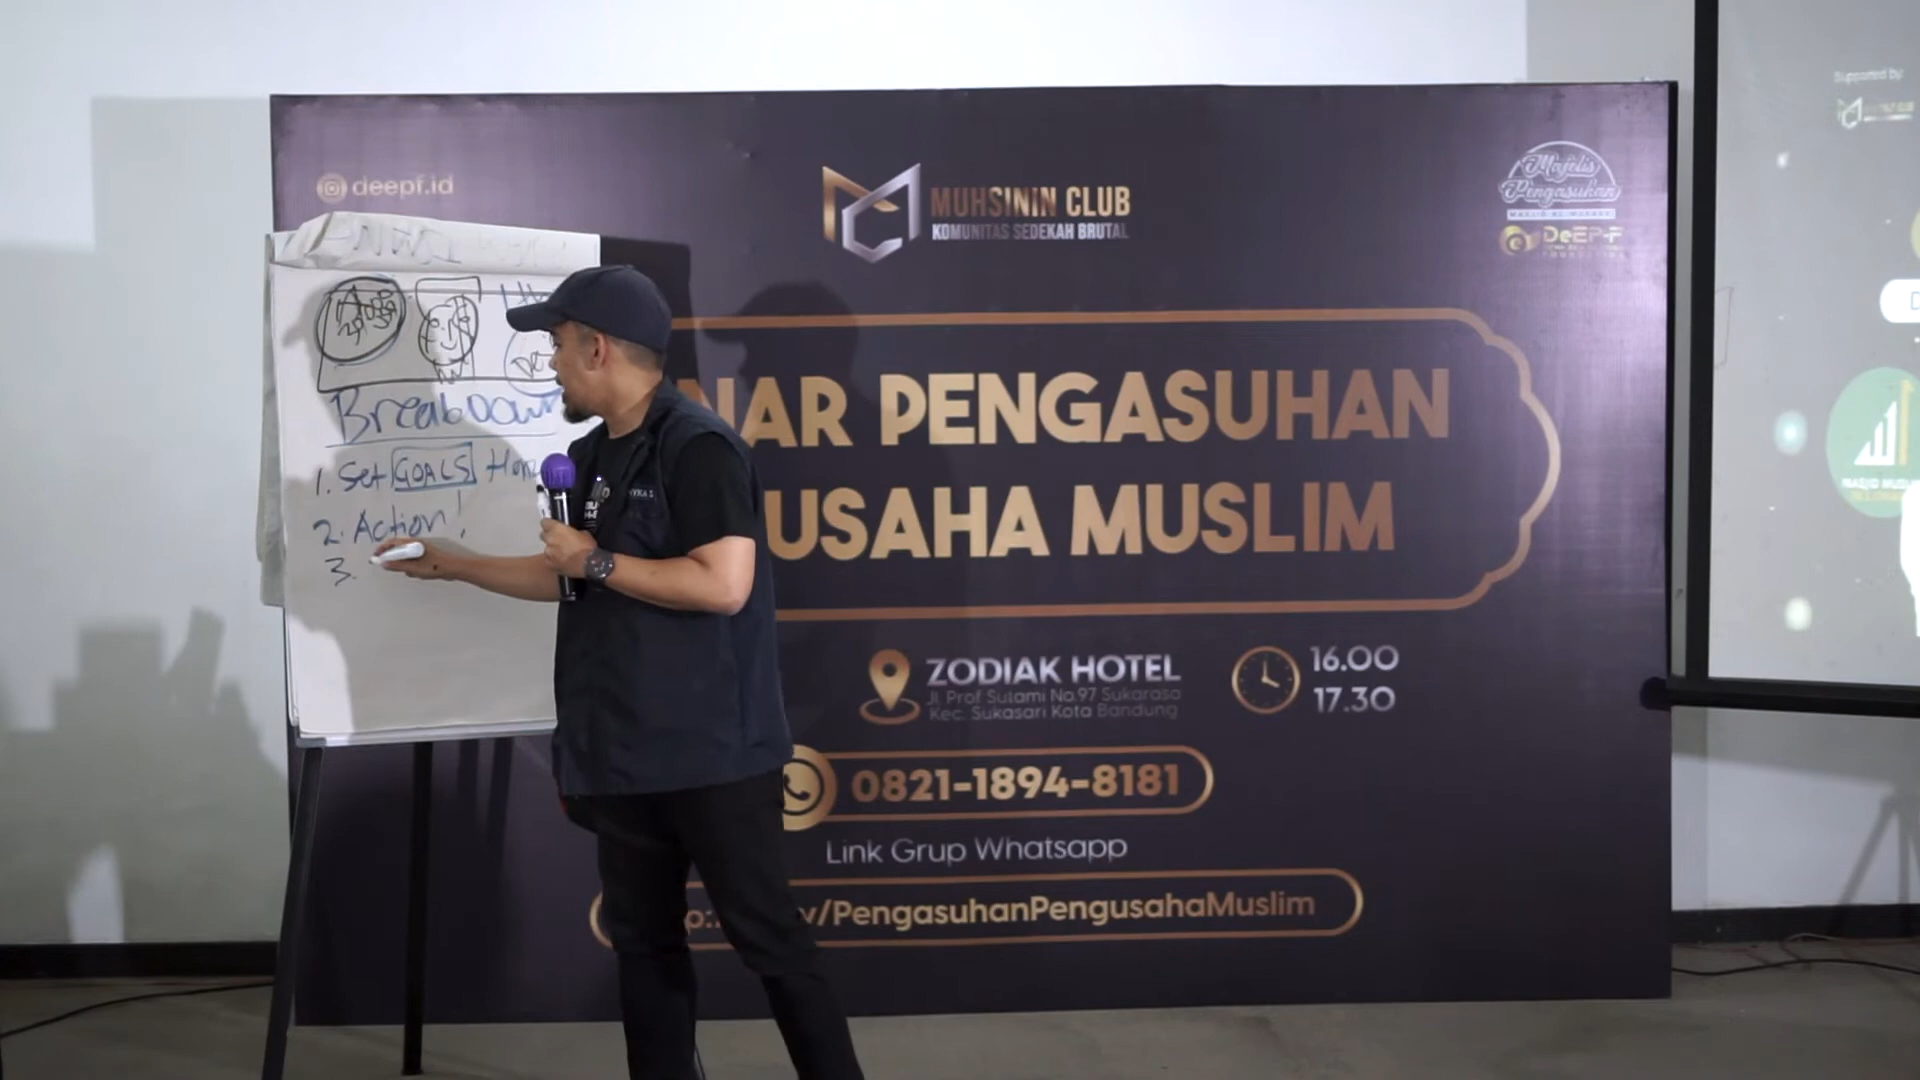 deepf.id
MUHSININ CLUB
KOMUNITAS SEDEKAH BRUTAL
Majelis
Pengasuhan
DeEP-F
Supported by
NAR PENGASUHAN
USAHA MUSLIM
ZODIAK HOTEL
Jl. Prof Sutami No.97 Sukarasa
Kec. Sukasari Kota Bandung
16.00
17.30
0821-1894-8181
Link Grup Whatsapp
/PengasuhanPengusahaMuslim
BreakDown
1. Set GOALS
2. Action!
3.